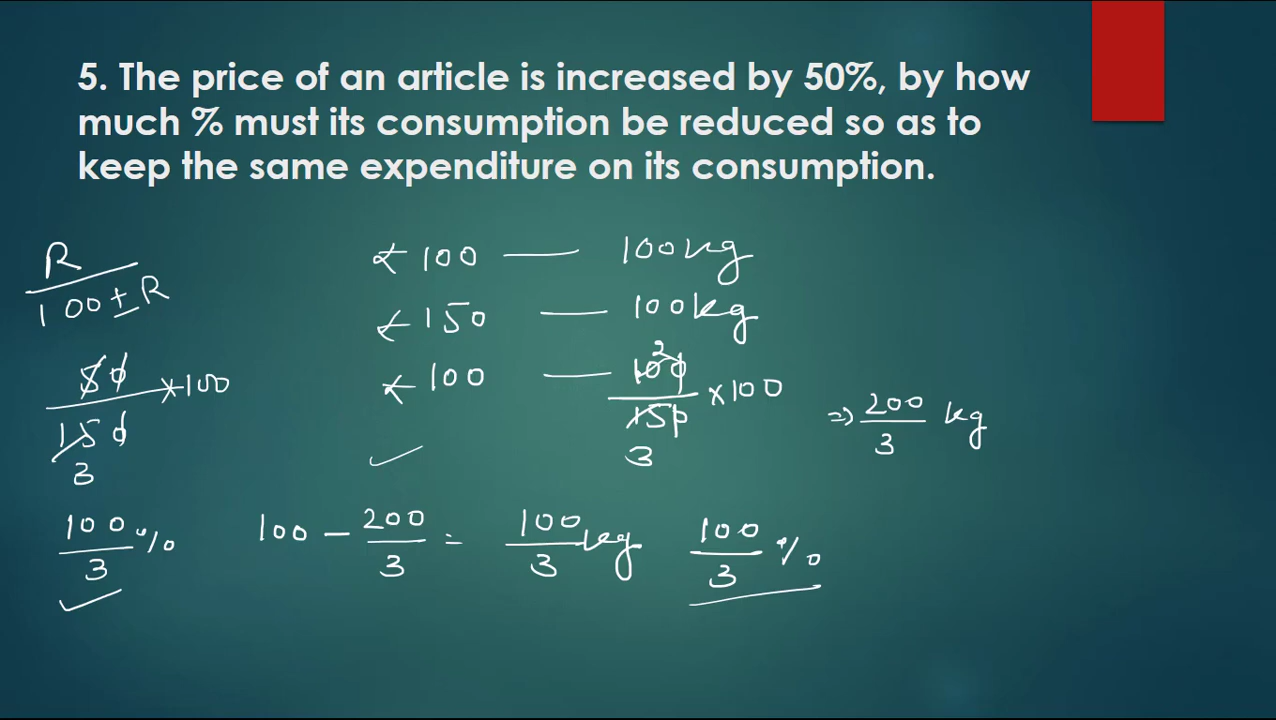 5. The price of an article is increased by 50%, by how
much % must its consumption be reduced so as to
keep the same expenditure on its consumption.
R
100 ± R
50
150
×100
3
100
3
%
₹ 100 — 100kg
₹ 150 — 100kg
₹ 100 — 100
150
×100
2
3
⇒ 200
3
kg
100 - 200
3
= 100
3
kg
100
3
%